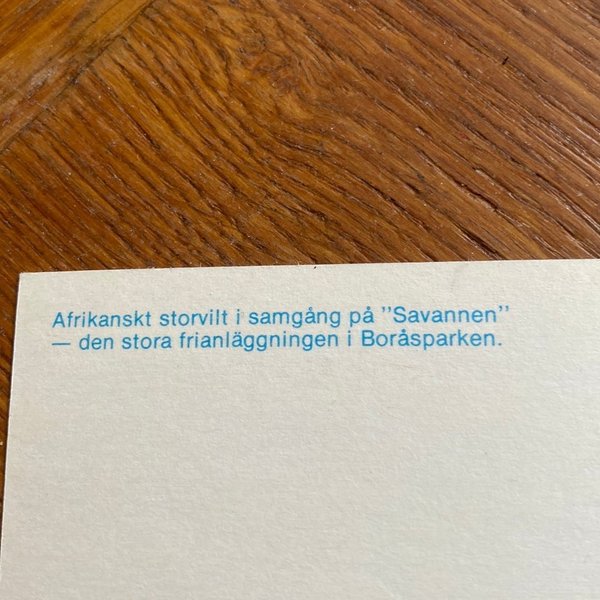 Afrikanskt storvilt i samgång på ”Savannen”
— den stora frianläggningen i Boråsparken.